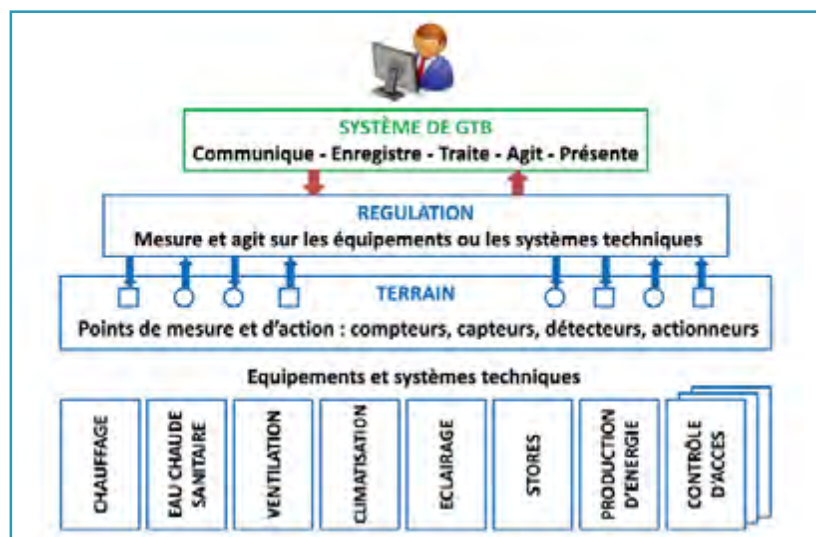 SYSTÈME DE GTB
Communique - Enregistre - Traite - Agit - Présente
REGULATION
Mesure et agit sur les équipements ou les systèmes techniques
TERRAIN
Points de mesure et d'action : compteurs, capteurs, détecteurs, actionneurs
Equipements et systèmes techniques
CHAUFFAGE
EAU CHAUDE
SANITAIRE
VENTILATION
CLIMATISATION
ECLAIRAGE
STORES
PRODUCTION
D'ENERGIE
CONTRÔLE
D'ACCES